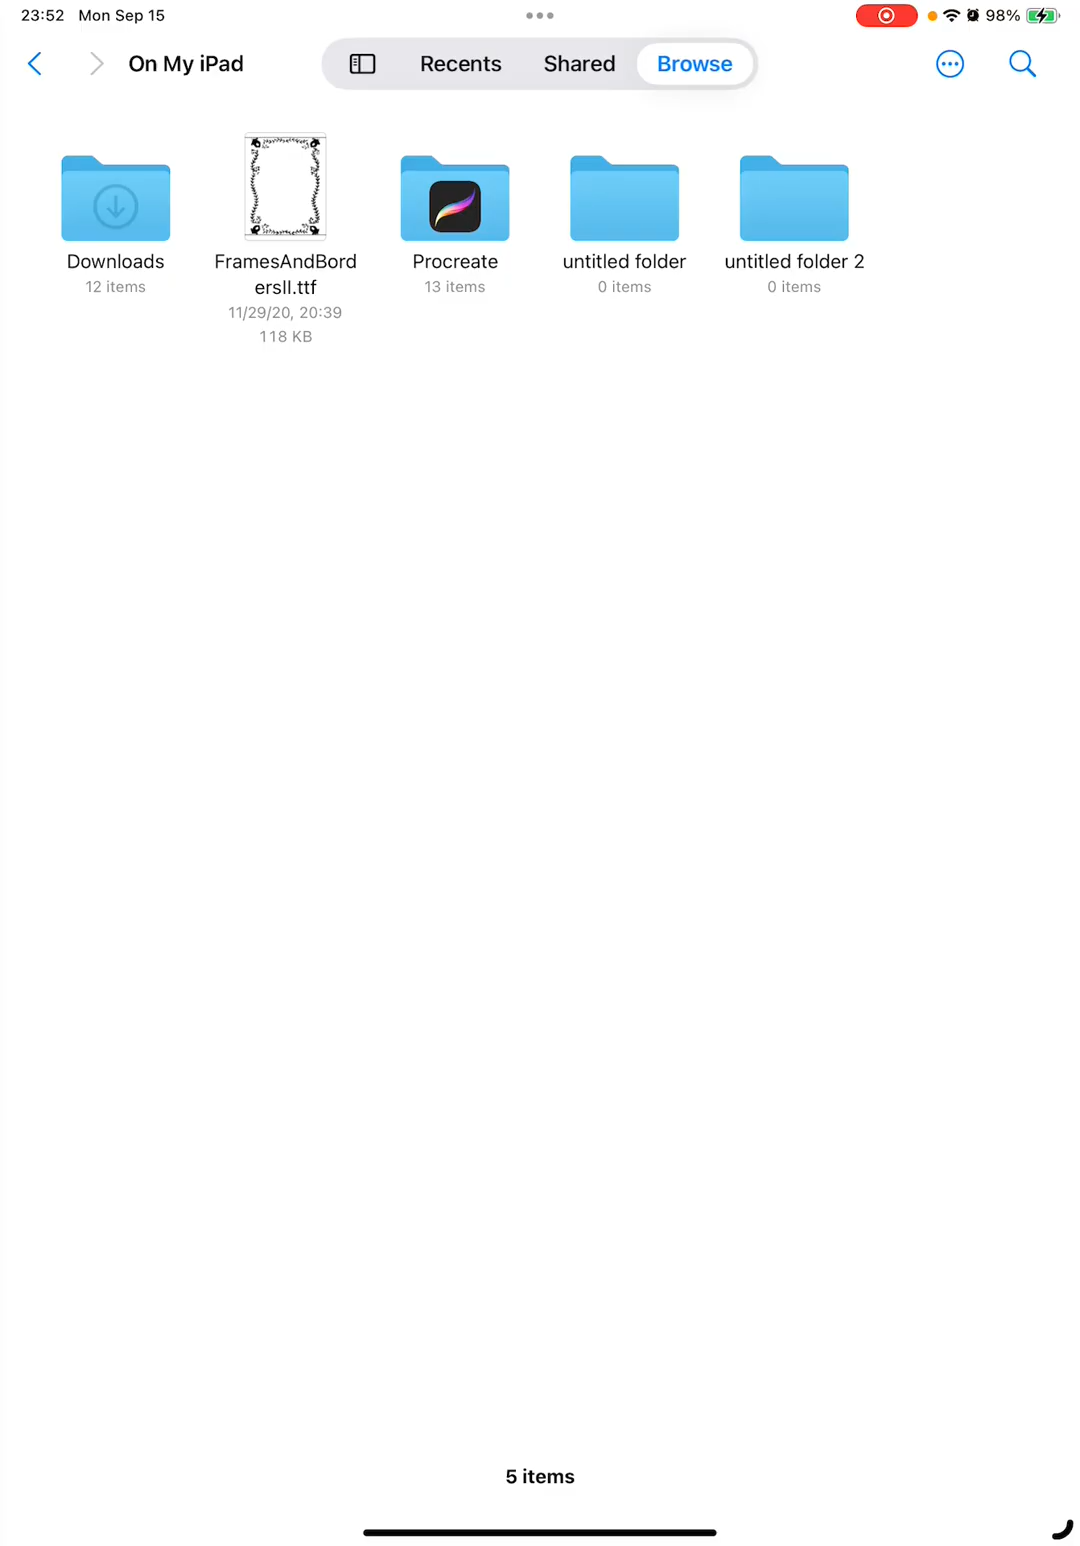 23:52 Mon Sep 15
98%
On My iPad
Recents
Shared
Browse
Downloads
12 items
FramesAndBord
ersII.ttf
11/29/20, 20:39
118 KB
Procreate
13 items
untitled folder
0 items
untitled folder 2
0 items
5 items